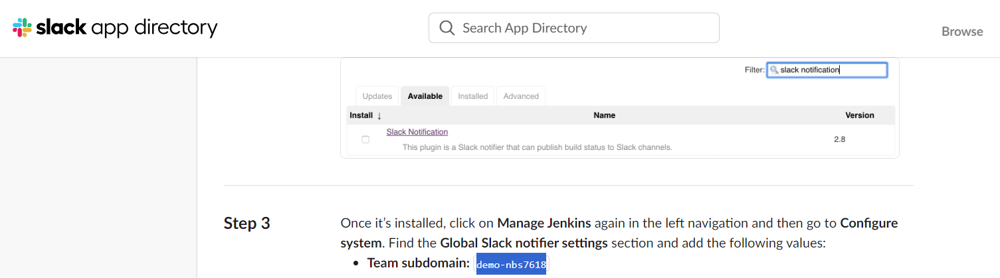 slack app directory
Search App Directory
Browse
Filter: slack notification
Updates Available Installed Advanced
Install ↓ Name Version
Slack Notification
This plugin is a Slack notifier that can publish build status to Slack channels.
2.8
Step 3
Once it’s installed, click on Manage Jenkins again in the left navigation and then go to Configure
system. Find the Global Slack notifier settings section and add the following values:
• Team subdomain: demo-nbs7618